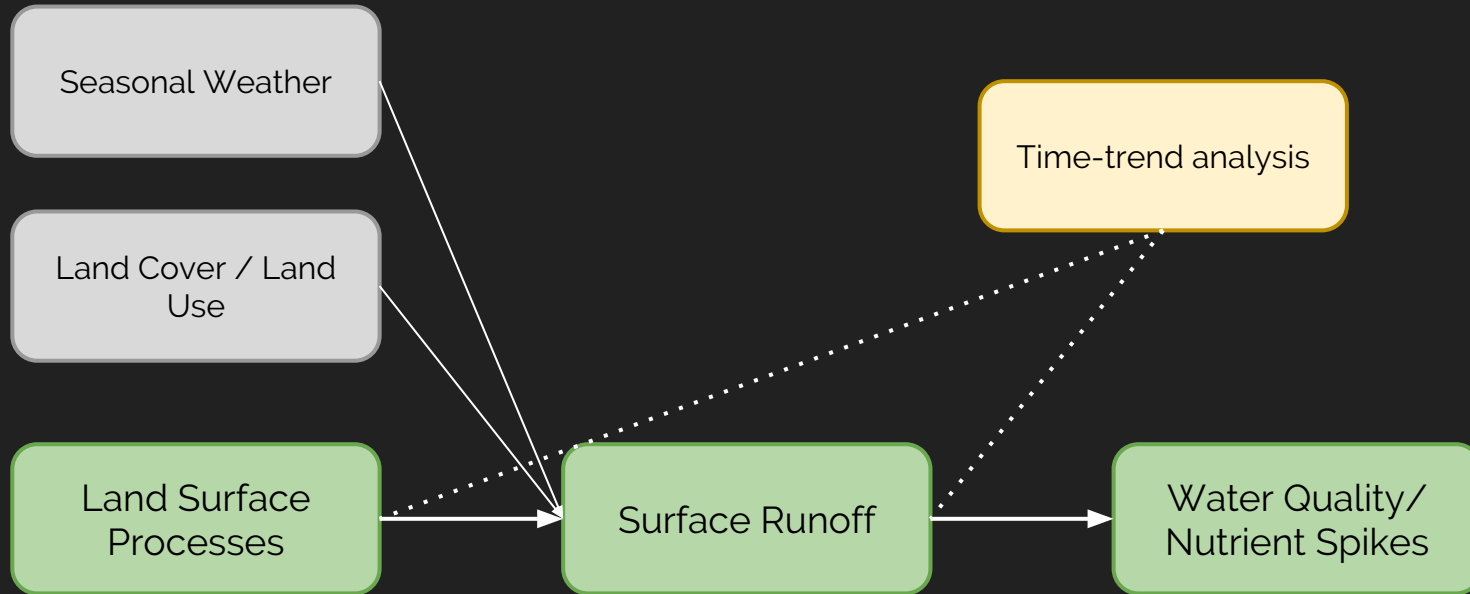 Seasonal Weather
Time-trend analysis
Land Cover / Land
Use
Land Surface
Processes
Surface Runoff
Water Quality/
Nutrient Spikes